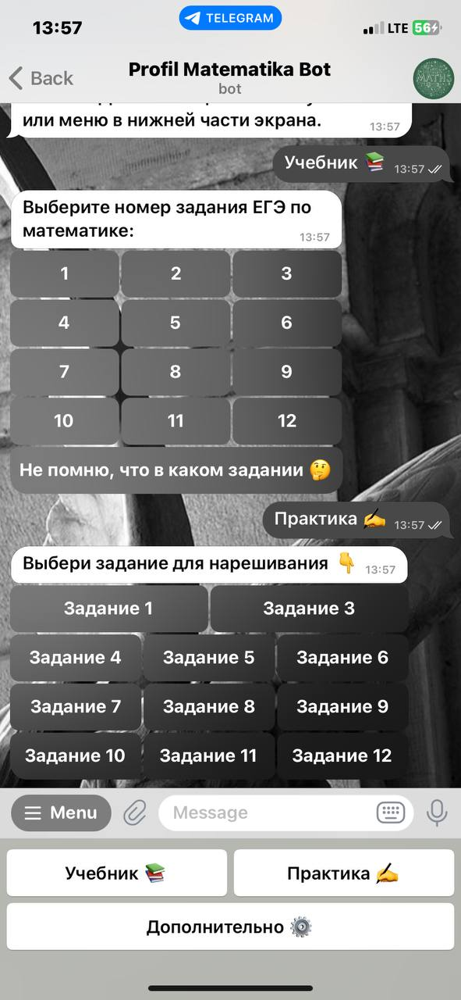 13:57
TELEGRAM
LTE 56
Back
Profil Matematika Bot
bot
MATHS
или меню в нижней части экрана.
13:57
Учебник 📚 13:57
Выберите номер задания ЕГЭ по
математике:
13:57
1 2 3
4 5 6
7 8 9
10 11 12
Не помню, что в каком задании 🤔
Практика ✍️ 13:57
Выбери задание для нарешивания 👇 13:57
Задание 1 Задание 3
Задание 4 Задание 5 Задание 6
Задание 7 Задание 8 Задание 9
Задание 10 Задание 11 Задание 12
Menu
Message
Учебник 📚 Практика ✍️
Дополнительно ⚙️